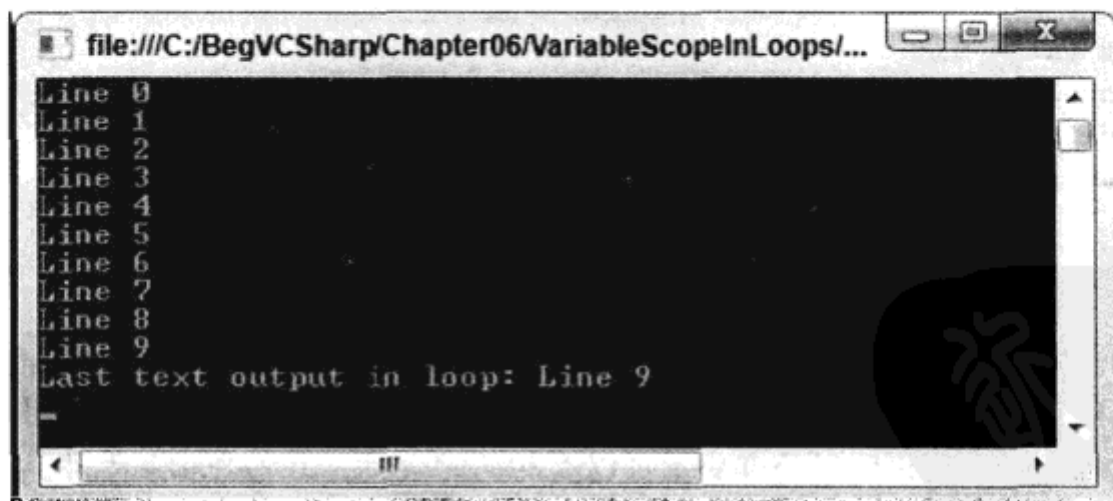 file:///C:/BegVCSharp/Chapter06/VariableScopeInLoops/...
Line 0
Line 1
Line 2
Line 3
Line 4
Line 5
Line 6
Line 7
Line 8
Line 9
Last text output in loop: Line 9